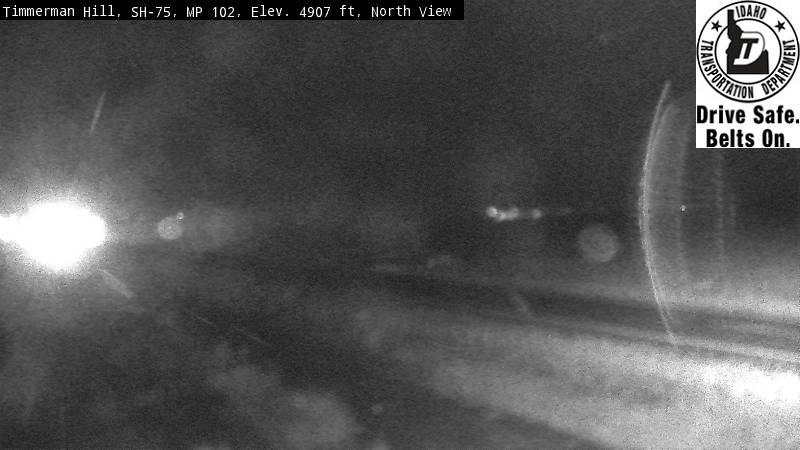 Timmerman Hill, SH-75, MP 102, Elev. 4907 ft, North View
IDAHO
TRANSPORTATION DEPARTMENT
Drive Safe.
Belts On.